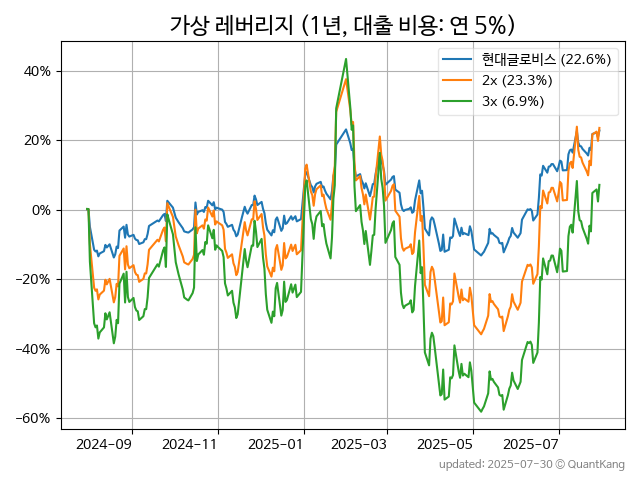 가상 레버리지 (1년, 대출 비용: 연 5%)
현대글로비스 (22.6%)
2x (23.3%)
3x (6.9%)
40%
20%
0%
−20%
−40%
−60%
2024-09
2024-11
2025-01
2025-03
2025-05
2025-07
updated: 2025-07-30 © QuantKang